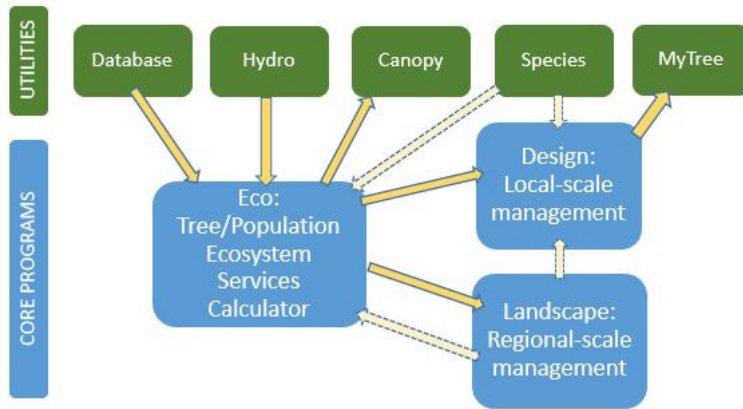 UTILITIES
Database
Hydro
Canopy
Species
MyTree
CORE PROGRAMS
Eco:
Tree/Population
Ecosystem
Services
Calculator
Design:
Local-scale
management
Landscape:
Regional-scale
management